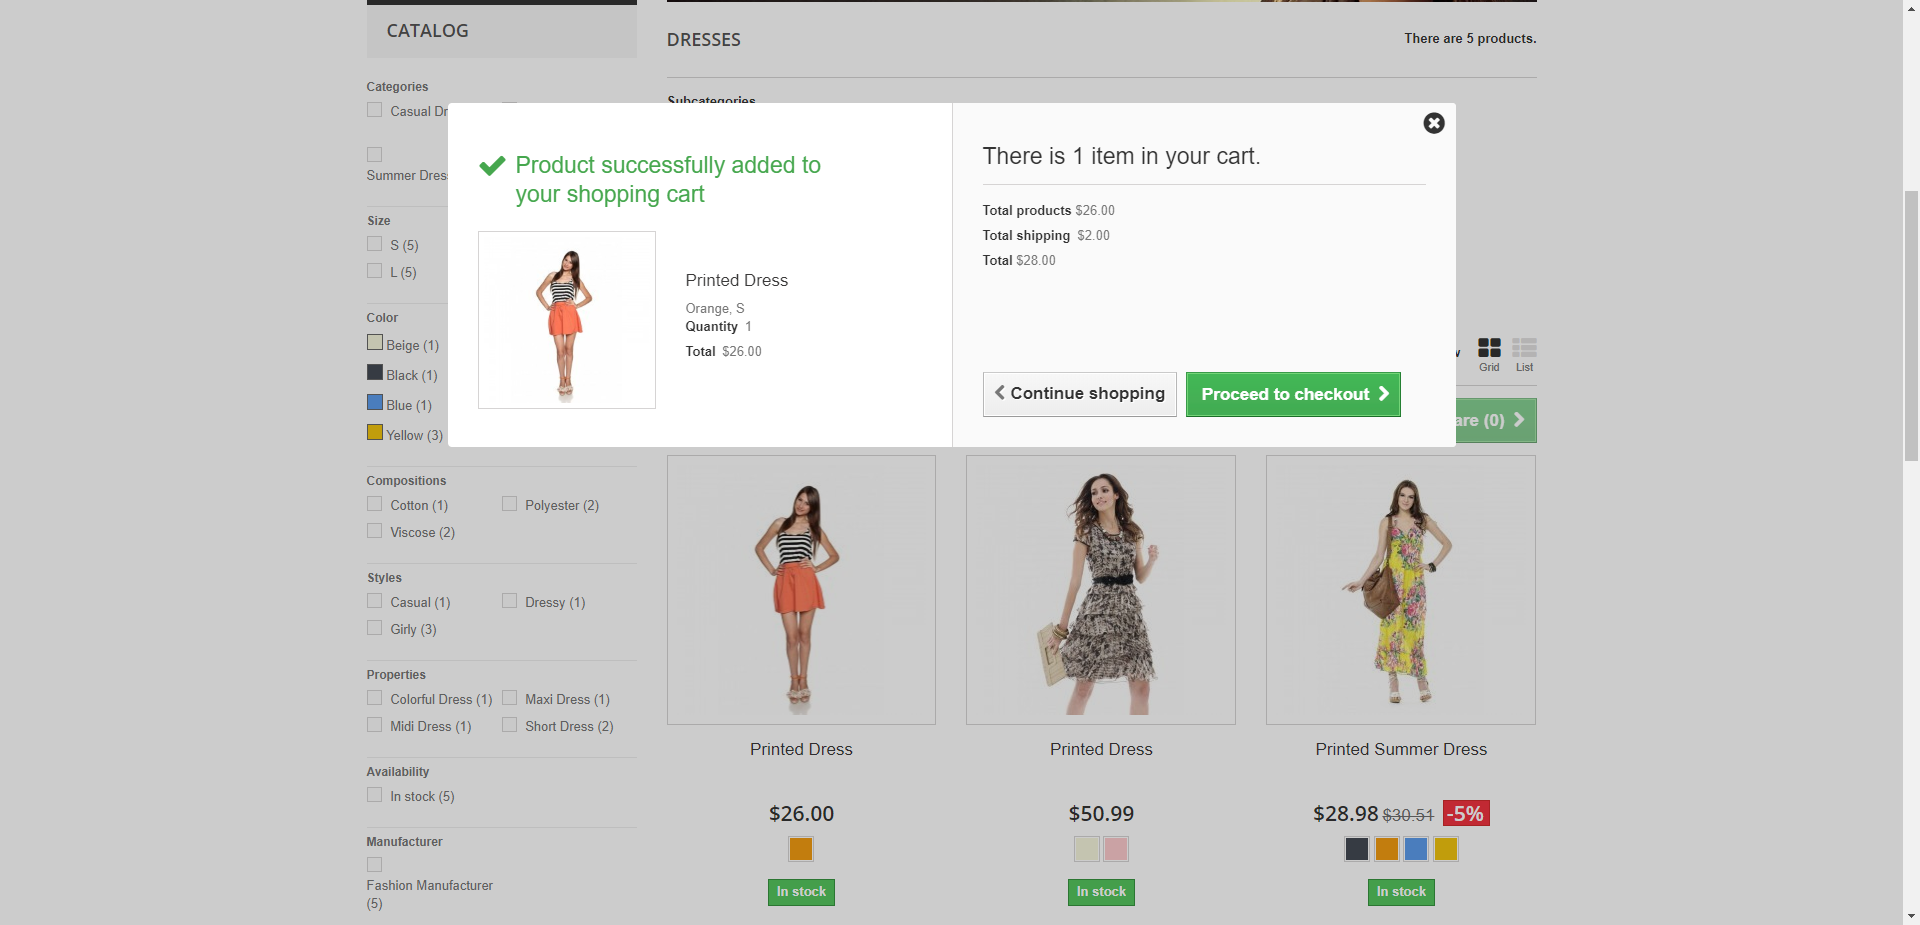 CATALOG
DRESSES
There are 5 products.
Categories
Subcategories
Casual Dr
Summer Dress
Product successfully added to
your shopping cart
Printed Dress
Orange, S
Quantity 1
Total $26.00
There is 1 item in your cart.
Total products $26.00
Total shipping $2.00
Total $28.00
Continue shopping
Proceed to checkout
Size
S (5)
L (5)
Color
Beige (1)
Black (1)
Blue (1)
Yellow (3)
Grid
List
are (0)
Compositions
Cotton (1)
Polyester (2)
Viscose (2)
Styles
Casual (1)
Dressy (1)
Girly (3)
Properties
Colorful Dress (1)
Maxi Dress (1)
Midi Dress (1)
Short Dress (2)
Availability
In stock (5)
Manufacturer
Fashion Manufacturer
(5)
Printed Dress
$26.00
In stock
Printed Dress
$50.99
In stock
Printed Summer Dress
$28.98 $30.51 -5%
In stock